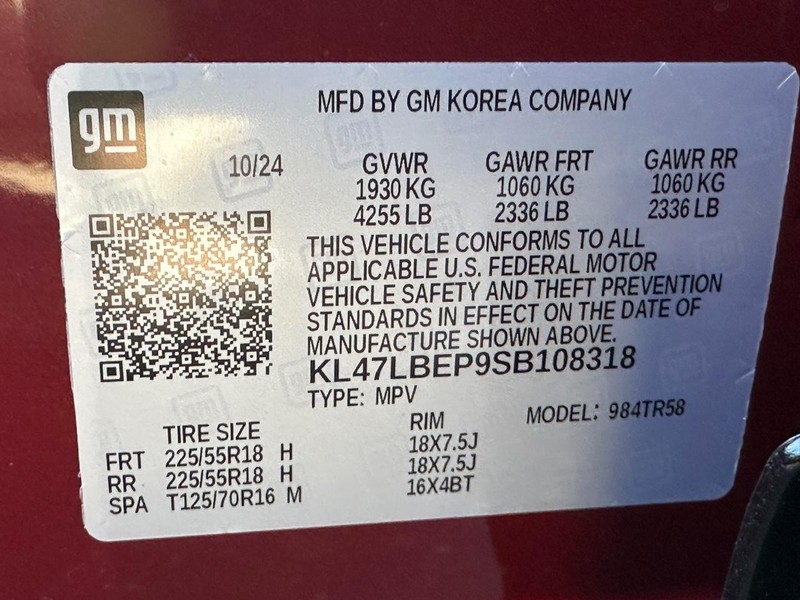 gm
MFD BY GM KOREA COMPANY
10/24 GVWR GAWR FRT GAWR RR
1930 KG 1060 KG 1060 KG
4255 LB 2336 LB 2336 LB
THIS VEHICLE CONFORMS TO ALL
APPLICABLE U.S. FEDERAL MOTOR
VEHICLE SAFETY AND THEFT PREVENTION
STANDARDS IN EFFECT ON THE DATE OF
MANUFACTURE SHOWN ABOVE.
KL47LBEP9SB108318
TYPE: MPV
MODEL: 984TR58
TIRE SIZE RIM
FRT 225/55R18 H 18X7.5J
RR 225/55R18 H 18X7.5J
SPA T125/70R16 M 16X4BT